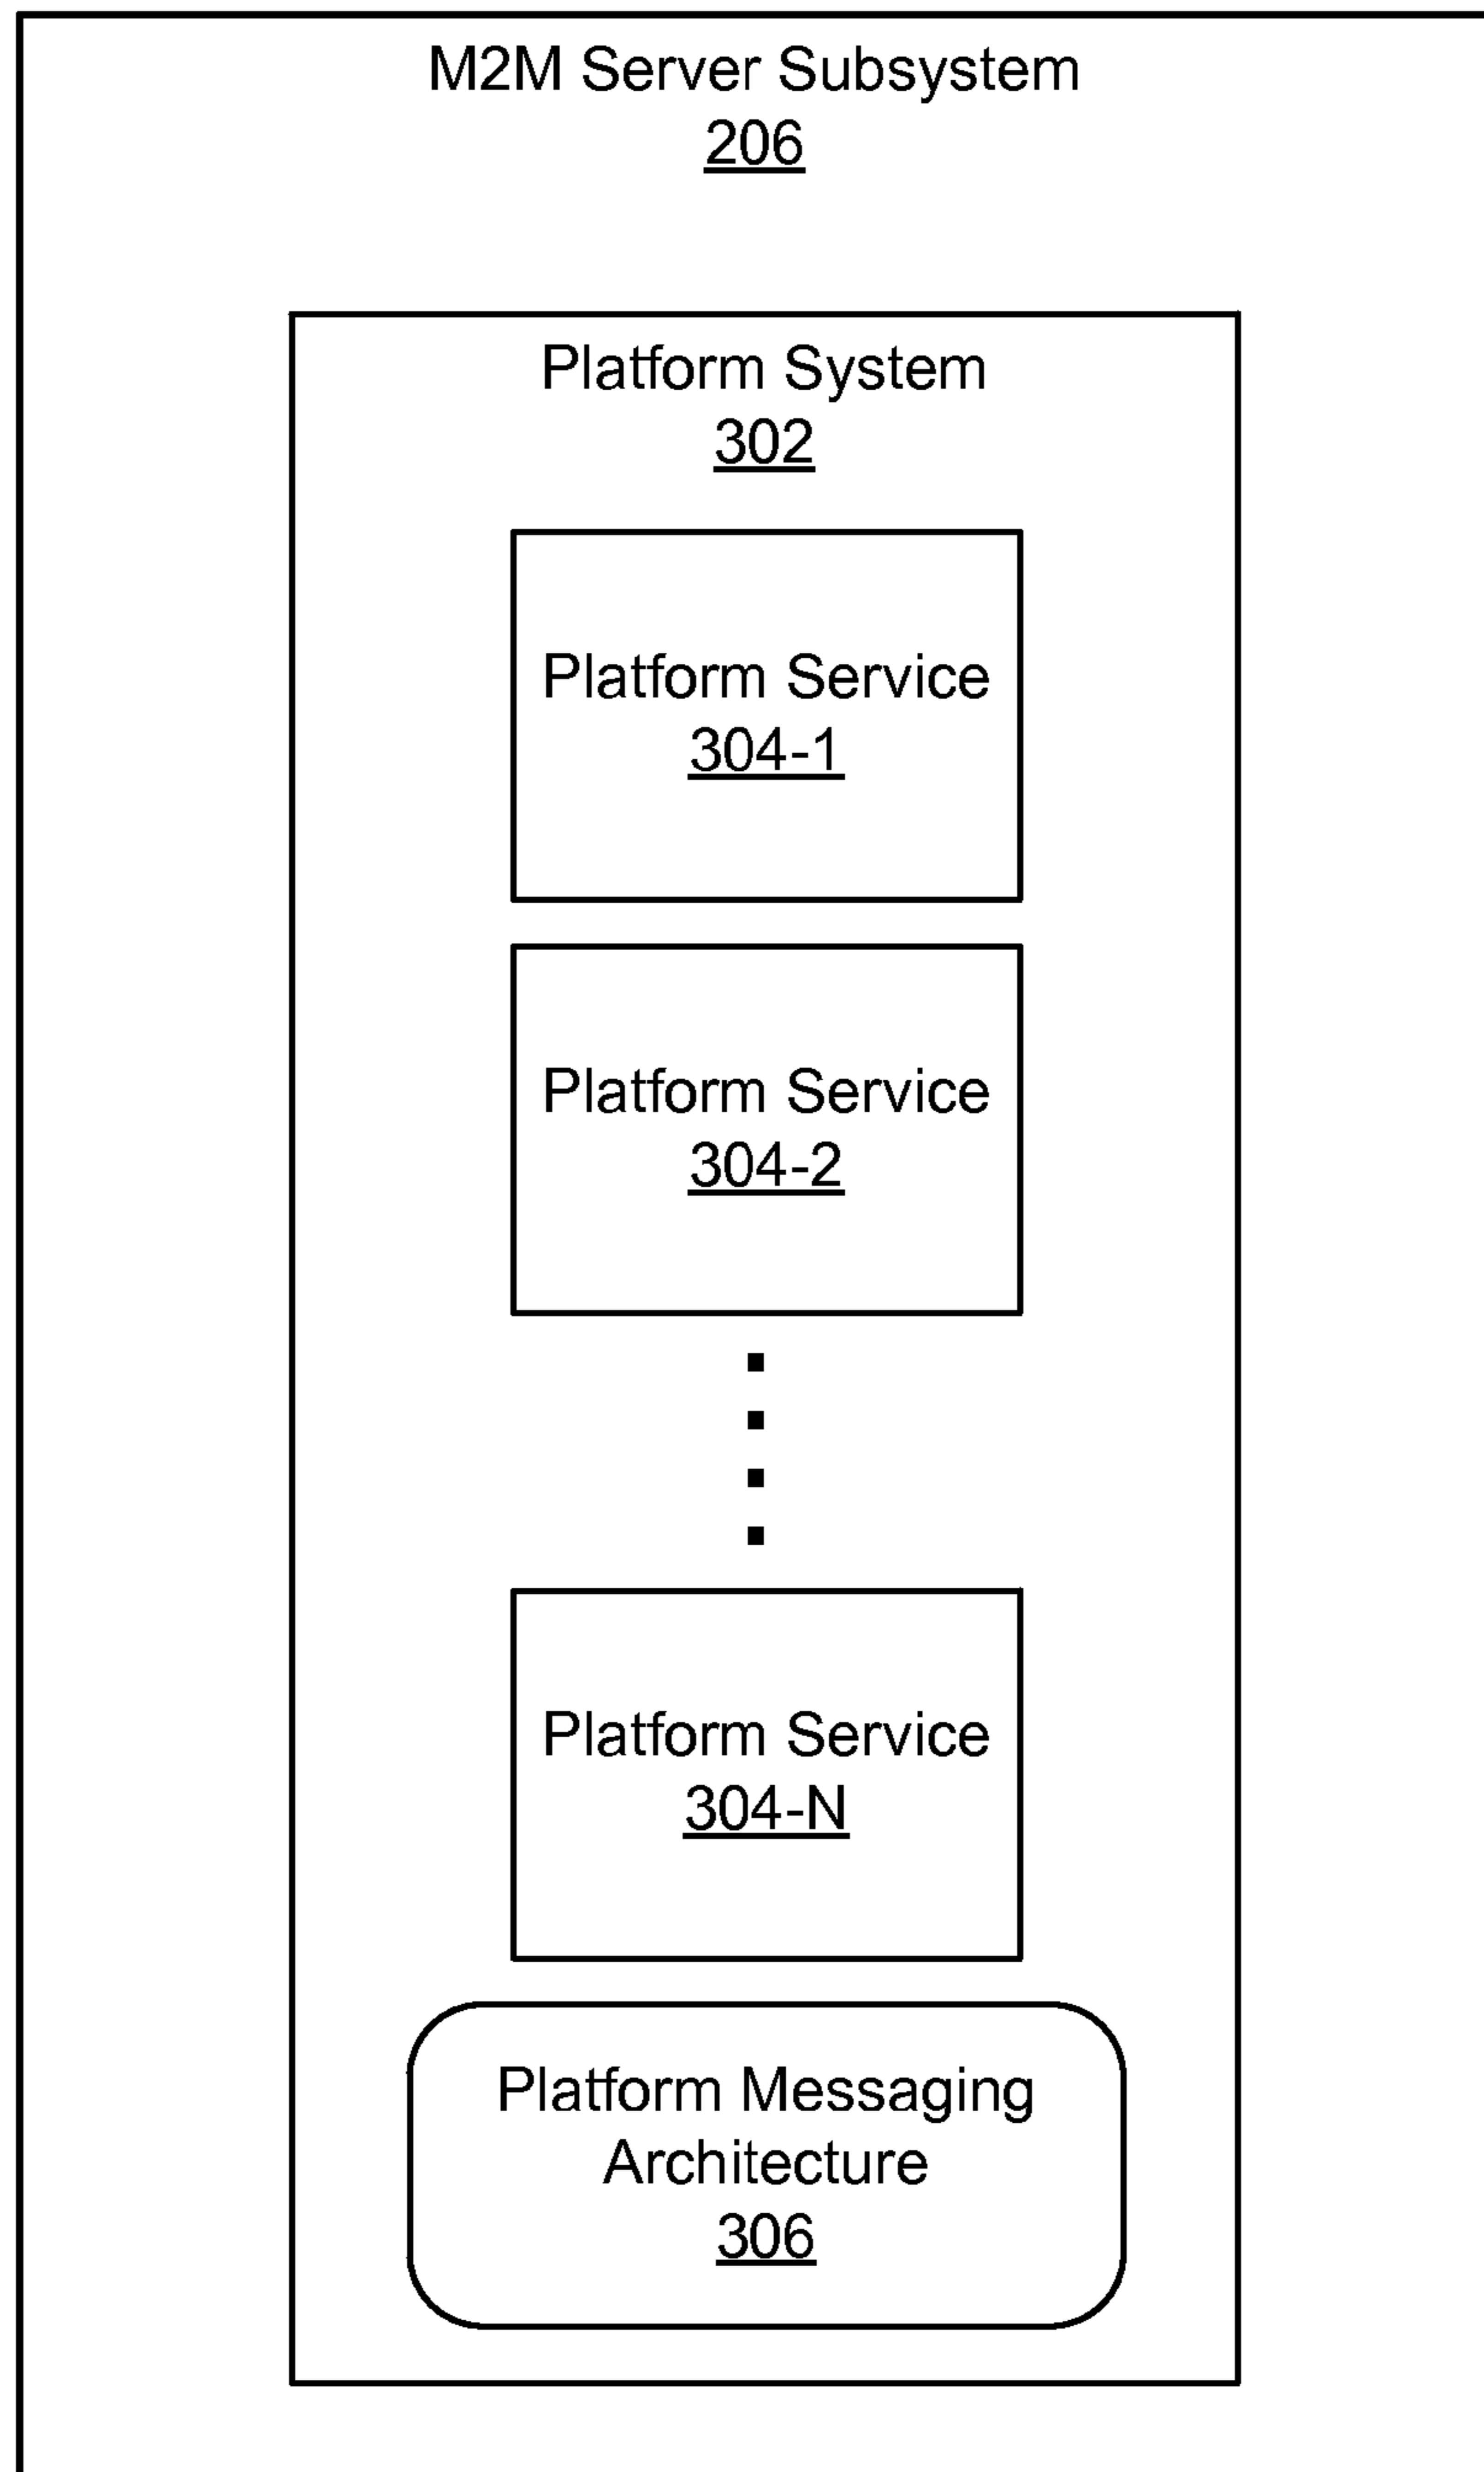 M2M Server Subsystem
206
Platform System
302
Platform Service
304-1
Platform Service
304-2
Platform Service
304-N
Platform Messaging
Architecture
306